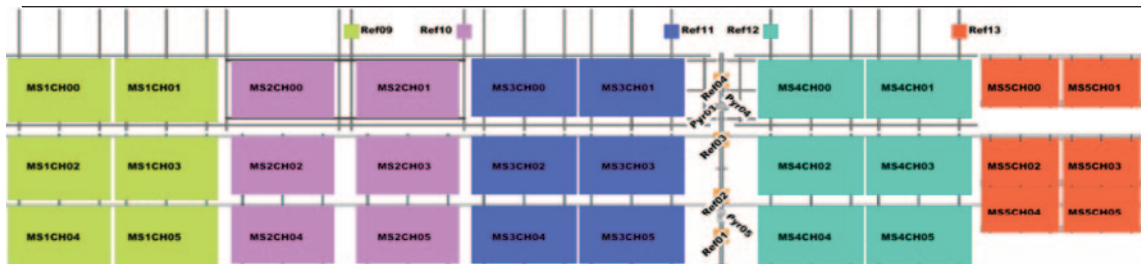 Ref09 Ref10 Ref11 Ref12 Ref13
MS1CH00 MS1CH01 MS2CH00 MS2CH01 MS3CH00 MS3CH01 Ref04 MS4CH00 MS4CH01 MS5CH00 MS5CH01
Pyr01 Pyr04
Ref03
MS1CH02 MS1CH03 MS2CH02 MS2CH03 MS3CH02 MS3CH03 MS4CH02 MS4CH03 MS5CH02 MS5CH03
Ref02
MS5CH04 MS5CH05
Pyr05
MS1CH04 MS1CH05 MS2CH04 MS2CH05 MS3CH04 MS3CH05 Ref01 MS4CH04 MS4CH05